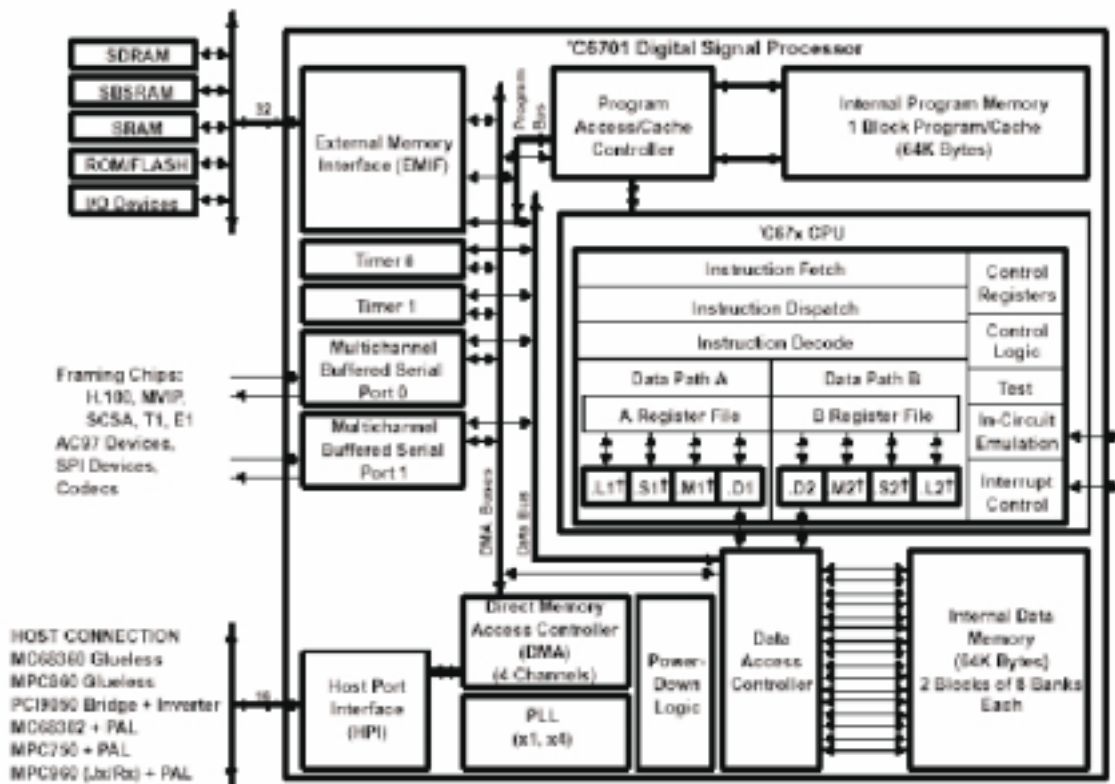 'C6701 Digital Signal Processor
SDRAM
SBSRAM
SRAM
ROM/FLASH
I/O Devices
32
External Memory
Interface (EMIF)
Program
Bus
Program
Access/Cache
Controller
Internal Program Memory
1 Block Program/Cache
(64K Bytes)
Timer 0
Timer 1
Multichannel
Buffered Serial
Port 0
Multichannel
Buffered Serial
Port 1
Framing Chips:
H.100, MVIP,
SCSA, T1, E1
AC97 Devices,
SPI Devices,
Codecs
DMA Buses
Data Bus
'C67x CPU
Instruction Fetch
Instruction Dispatch
Instruction Decode
Control
Registers
Control
Logic
Test
In-Circuit
Emulation
Interrupt
Control
Data Path A
A Register File
.L1† .S1† .M1† .D1
Data Path B
B Register File
.D2 .M2† .S2† .L2†
HOST CONNECTION
MC68360 Glueless
MPC860 Glueless
PCI9050 Bridge + Inverter
MC68302 + PAL
MPC750 + PAL
MPC960 (Jx/Rx) + PAL
16
Host Port
Interface
(HPI)
Direct Memory
Access Controller
(DMA)
(4 Channels)
PLL
(x1, x4)
Power-
Down
Logic
Data
Access
Controller
Internal Data
Memory
(64K Bytes)
2 Blocks of 8 Banks
Each